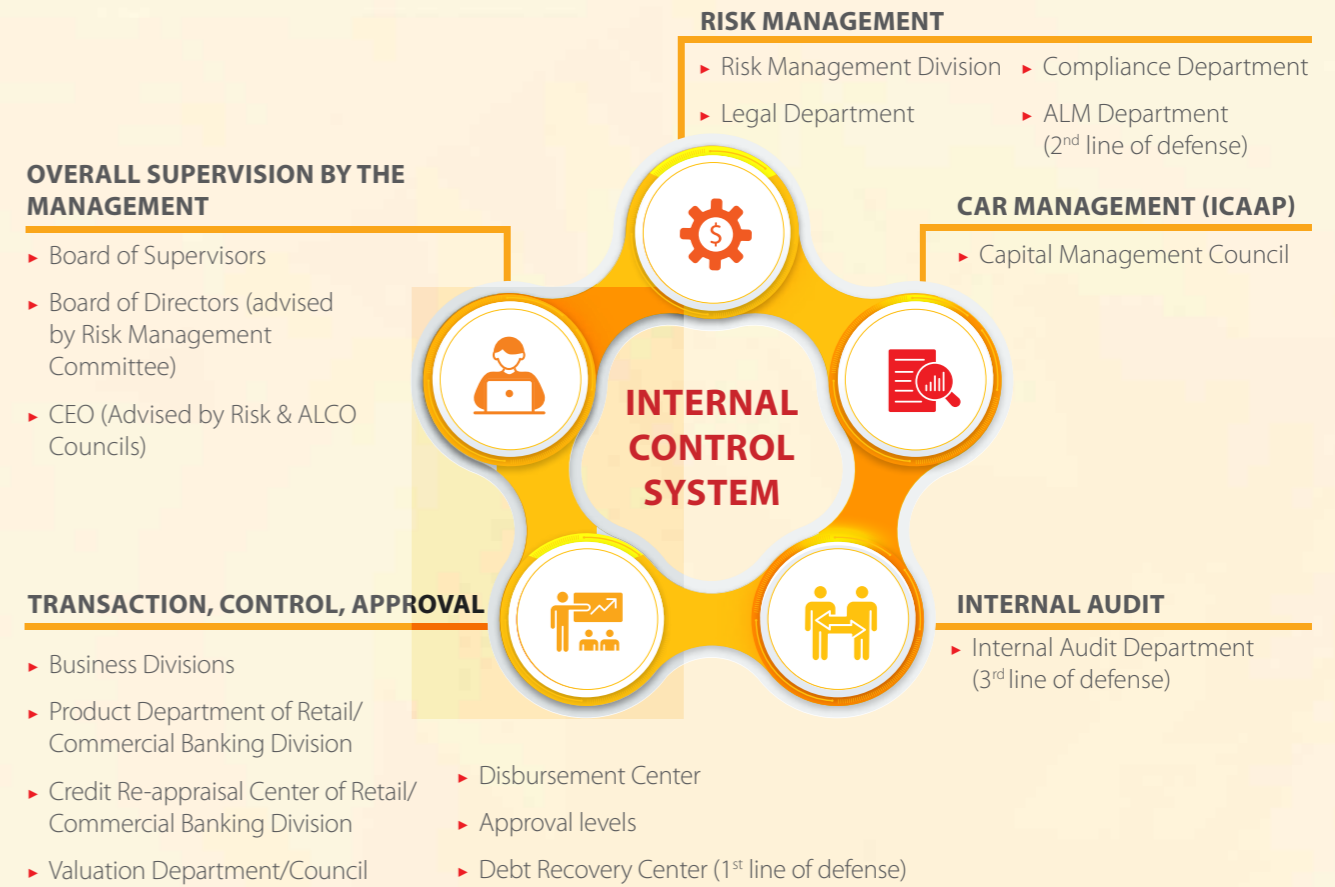 RISK MANAGEMENT
► Risk Management Division
► Legal Department
► Compliance Department
► ALM Department
(2nd line of defense)
OVERALL SUPERVISION BY THE
MANAGEMENT
► Board of Supervisors
► Board of Directors (advised
by Risk Management
Committee)
► CEO (Advised by Risk & ALCO
Councils)
CAR MANAGEMENT (ICAAP)
► Capital Management Council
$
INTERNAL
CONTROL
SYSTEM
TRANSACTION, CONTROL, APPROVAL
► Business Divisions
► Product Department of Retail/
Commercial Banking Division
► Credit Re-appraisal Center of Retail/
Commercial Banking Division
► Valuation Department/Council
► Disbursement Center
► Approval levels
► Debt Recovery Center (1st line of defense)
INTERNAL AUDIT
► Internal Audit Department
(3rd line of defense)